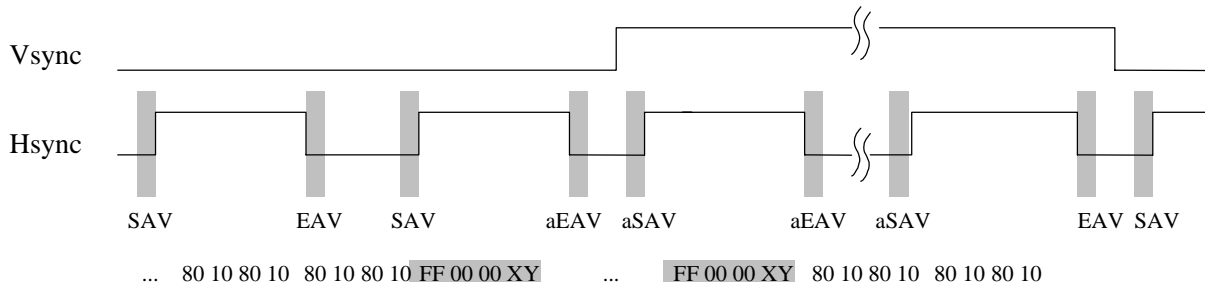 Vsync
Hsync
SAV EAV SAV aEAV aSAV aEAV aSAV EAV SAV
... 80 10 80 10 80 10 80 10 FF 00 00 XY ... FF 00 00 XY 80 10 80 10 80 10 80 10